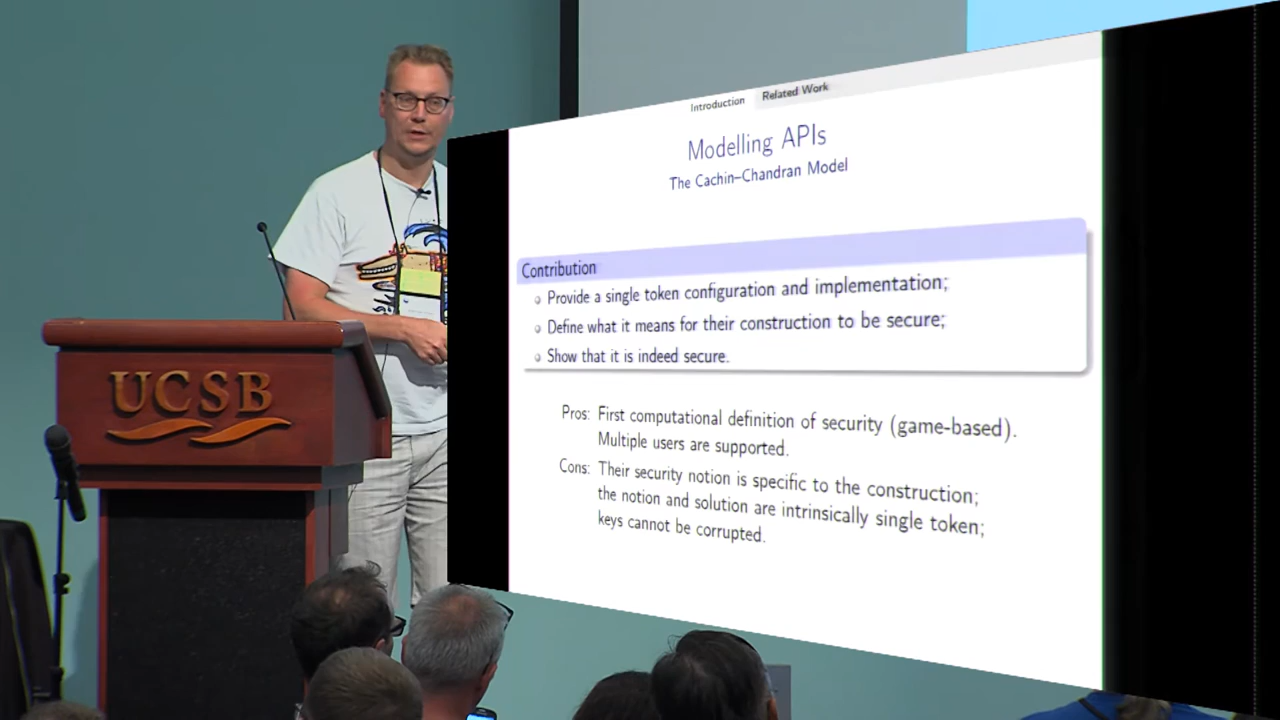 Introduction
Related Work
Modelling APIs
The Cachin–Chandran Model
Contribution
Provide a single token configuration and implementation;
Define what it means for their construction to be secure;
Show that it is indeed secure.
Pros: First computational definition of security (game-based).
Multiple users are supported.
Cons: Their security notion is specific to the construction;
the notion and solution are intrinsically single token;
keys cannot be corrupted.
UCSB